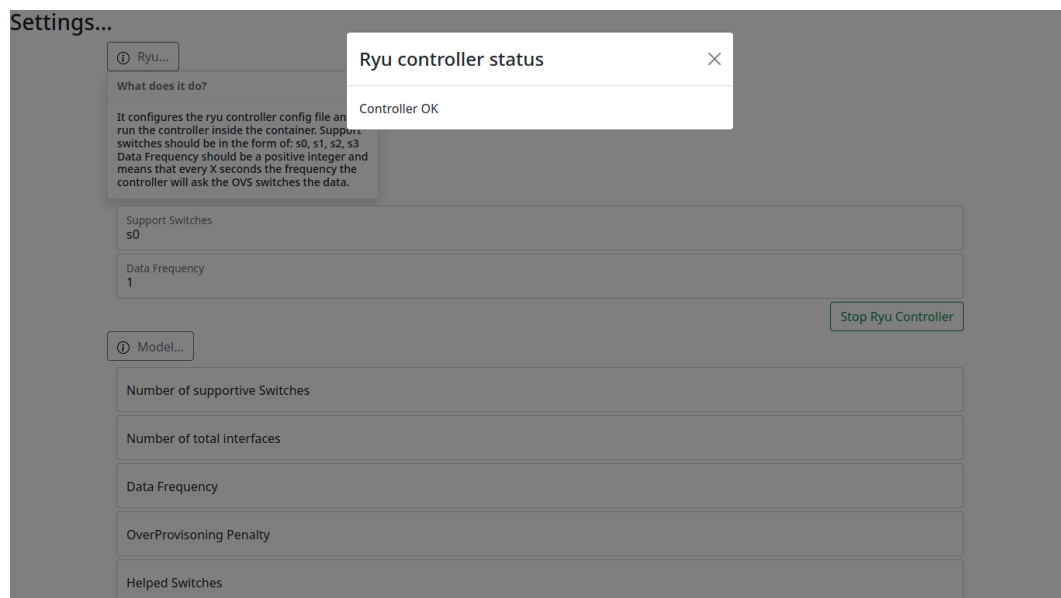 Settings...
Ryu controller status
Ryu...
What does it do?
Controller OK
It configures the ryu controller config file an
run the controller inside the container. Support
switches should be in the form of: s0, s1, s2, s3
Data Frequency should be a positive integer and
means that every X seconds the frequency the
controller will ask the OVS switches the data.
Support Switches
s0
Data Frequency
1
Stop Ryu Controller
Model...
Number of supportive Switches
Number of total interfaces
Data Frequency
OverProvisoning Penalty
Helped Switches